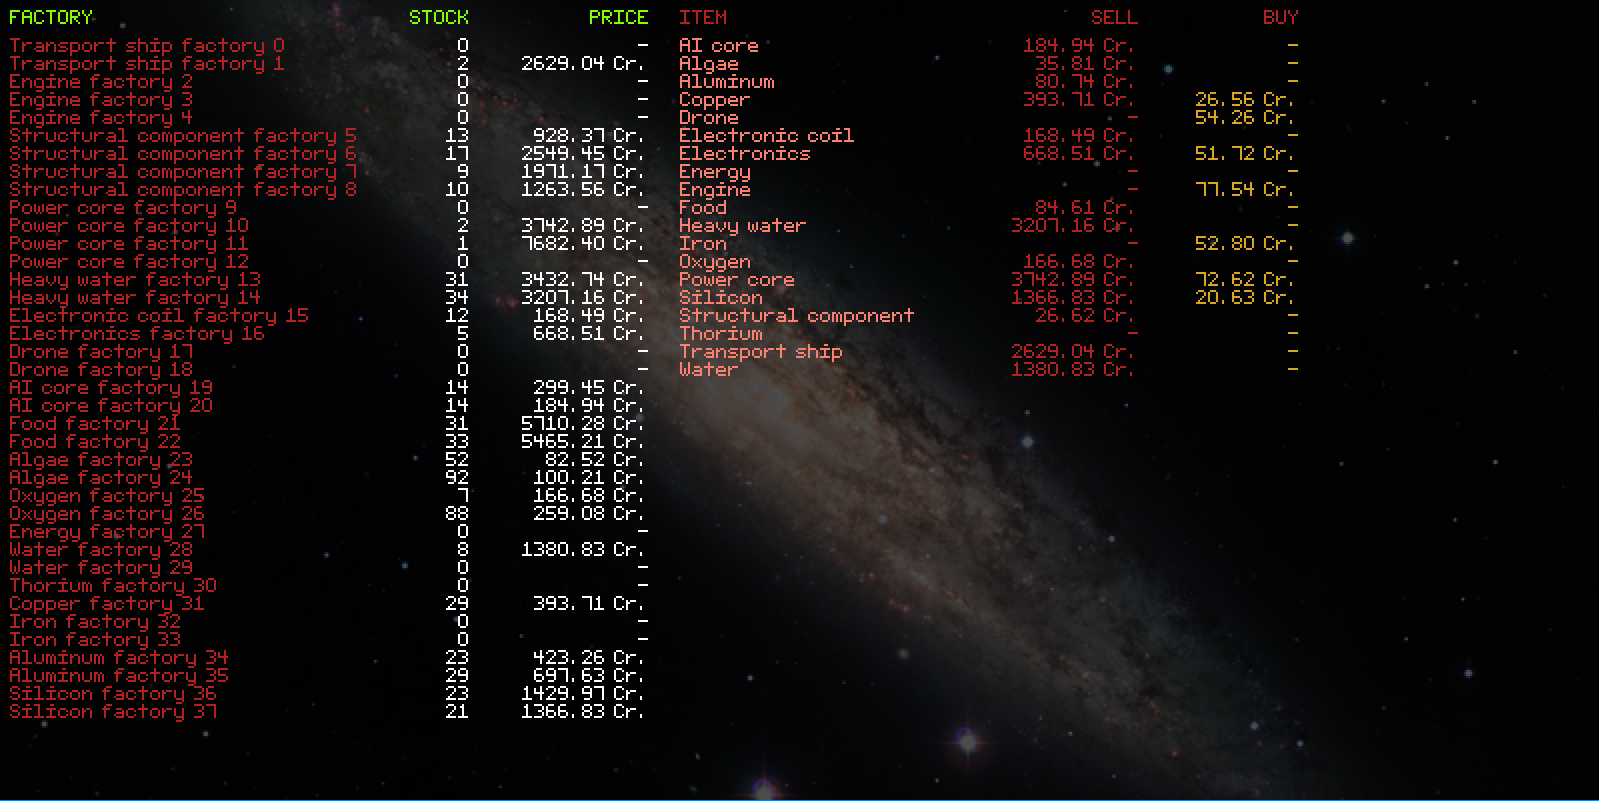 FACTORY STOCK PRICE ITEM SELL BUY
Transport ship factory 0 0 - AI core 184.94 Cr. -
Transport ship factory 1 2 2629.04 Cr. Algae 35.81 Cr. -
Engine factory 2 0 - Aluminum 80.74 Cr. -
Engine factory 3 0 - Copper 393.71 Cr. 26.56 Cr.
Engine factory 4 0 - Drone - 54.26 Cr.
Structural component factory 5 13 928.37 Cr. Electronic coil 168.49 Cr. -
Structural component factory 6 17 2549.45 Cr. Electronics 668.51 Cr. 51.72 Cr.
Structural component factory 7 9 1971.17 Cr. Energy - -
Structural component factory 8 10 1263.56 Cr. Engine - 77.54 Cr.
Power core factory 9 0 - Food 84.61 Cr. -
Power core factory 10 2 3742.89 Cr. Heavy water 3207.16 Cr. -
Power core factory 11 1 7682.40 Cr. Iron - 52.80 Cr.
Power core factory 12 0 - Oxygen 166.68 Cr. -
Heavy water factory 13 31 3432.74 Cr. Power core 3742.89 Cr. 72.62 Cr.
Heavy water factory 14 34 3207.16 Cr. Silicon 1366.83 Cr. 20.63 Cr.
Electronic coil factory 15 12 168.49 Cr. Structural component 26.62 Cr. -
Electronics factory 16 5 668.51 Cr. Thorium - -
Drone factory 17 0 - Transport ship 2629.04 Cr. -
Drone factory 18 0 - Water 1380.83 Cr. -
AI core factory 19 14 299.45 Cr.
AI core factory 20 14 184.94 Cr.
Food factory 21 31 5710.28 Cr.
Food factory 22 33 5465.21 Cr.
Algae factory 23 52 82.52 Cr.
Algae factory 24 92 100.21 Cr.
Oxygen factory 25 7 166.68 Cr.
Oxygen factory 26 88 259.08 Cr.
Energy factory 27 0 -
Water factory 28 8 1380.83 Cr.
Water factory 29 0 -
Thorium factory 30 0 -
Copper factory 31 29 393.71 Cr.
Iron factory 32 0 -
Iron factory 33 0 -
Aluminum factory 34 23 423.26 Cr.
Aluminum factory 35 29 697.63 Cr.
Silicon factory 36 23 1429.97 Cr.
Silicon factory 37 21 1366.83 Cr.